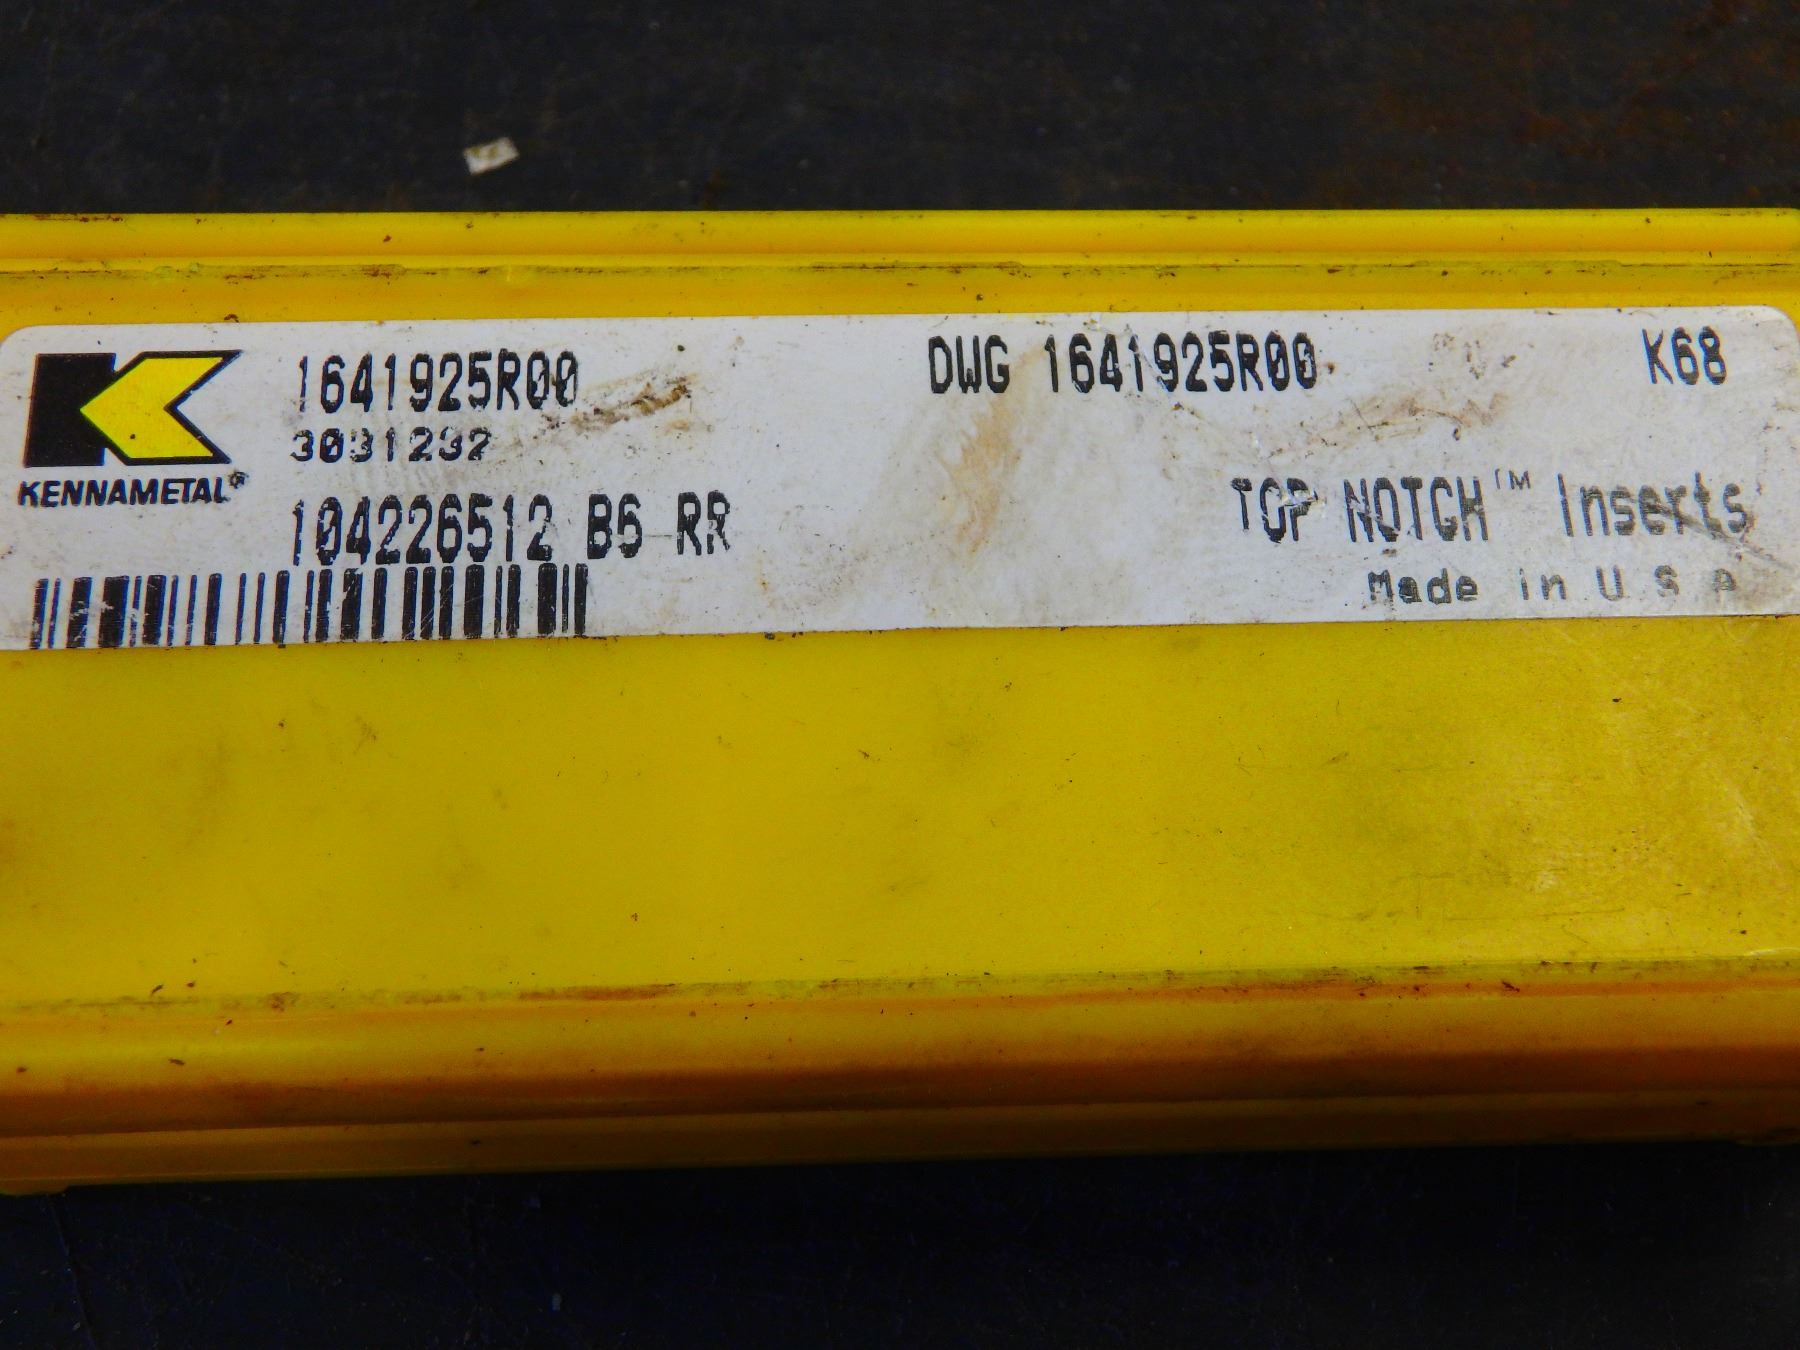 1641925R00
DWG 1641925R00
K68
3031232
KENNAMETAL®
104226512 B6 RR
TOP NOTCH™ Inserts
Made in U S A